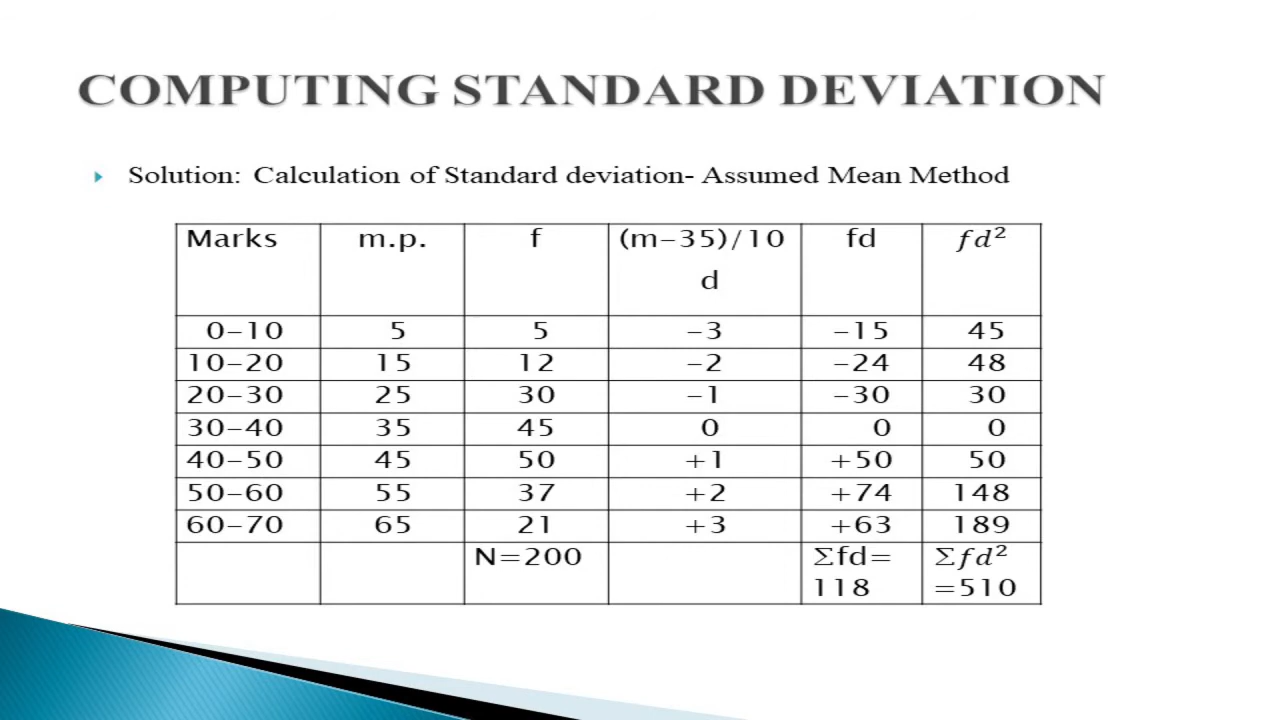 COMPUTING STANDARD DEVIATION
Solution: Calculation of Standard deviation- Assumed Mean Method
Marks m.p. f (m-35)/10 fd fd²
d
0-10 5 5 -3 -15 45
10-20 15 12 -2 -24 48
20-30 25 30 -1 -30 30
30-40 35 45 0 0 0
40-50 45 50 +1 +50 50
50-60 55 37 +2 +74 148
60-70 65 21 +3 +63 189
N=200 Σfd= Σfd²
118 =510